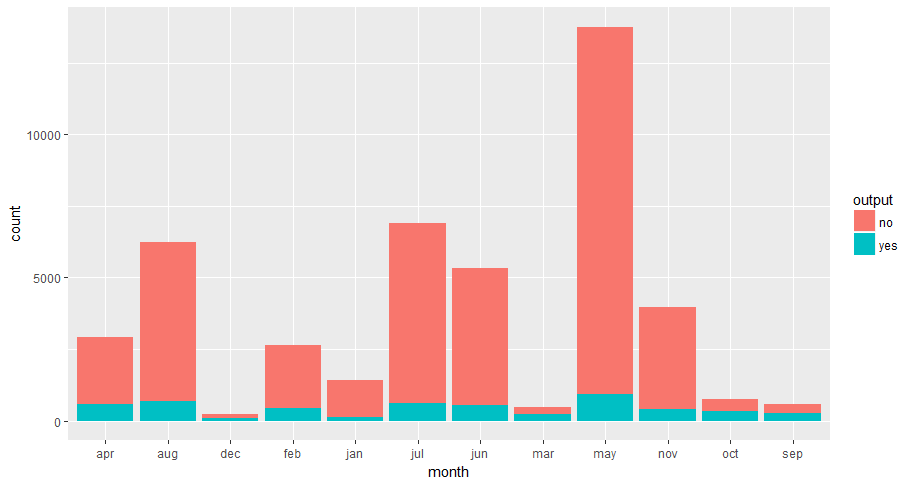 10000
5000
0
count
apr aug dec feb jan jul jun mar may nov oct sep
month
output
no
yes